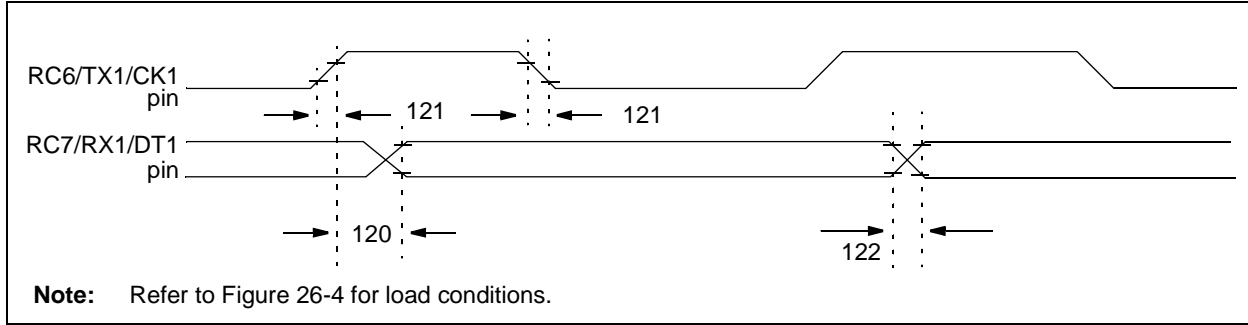 RC6/TX1/CK1
pin
121
121
RC7/RX1/DT1
pin
120
122
Note: Refer to Figure 26-4 for load conditions.